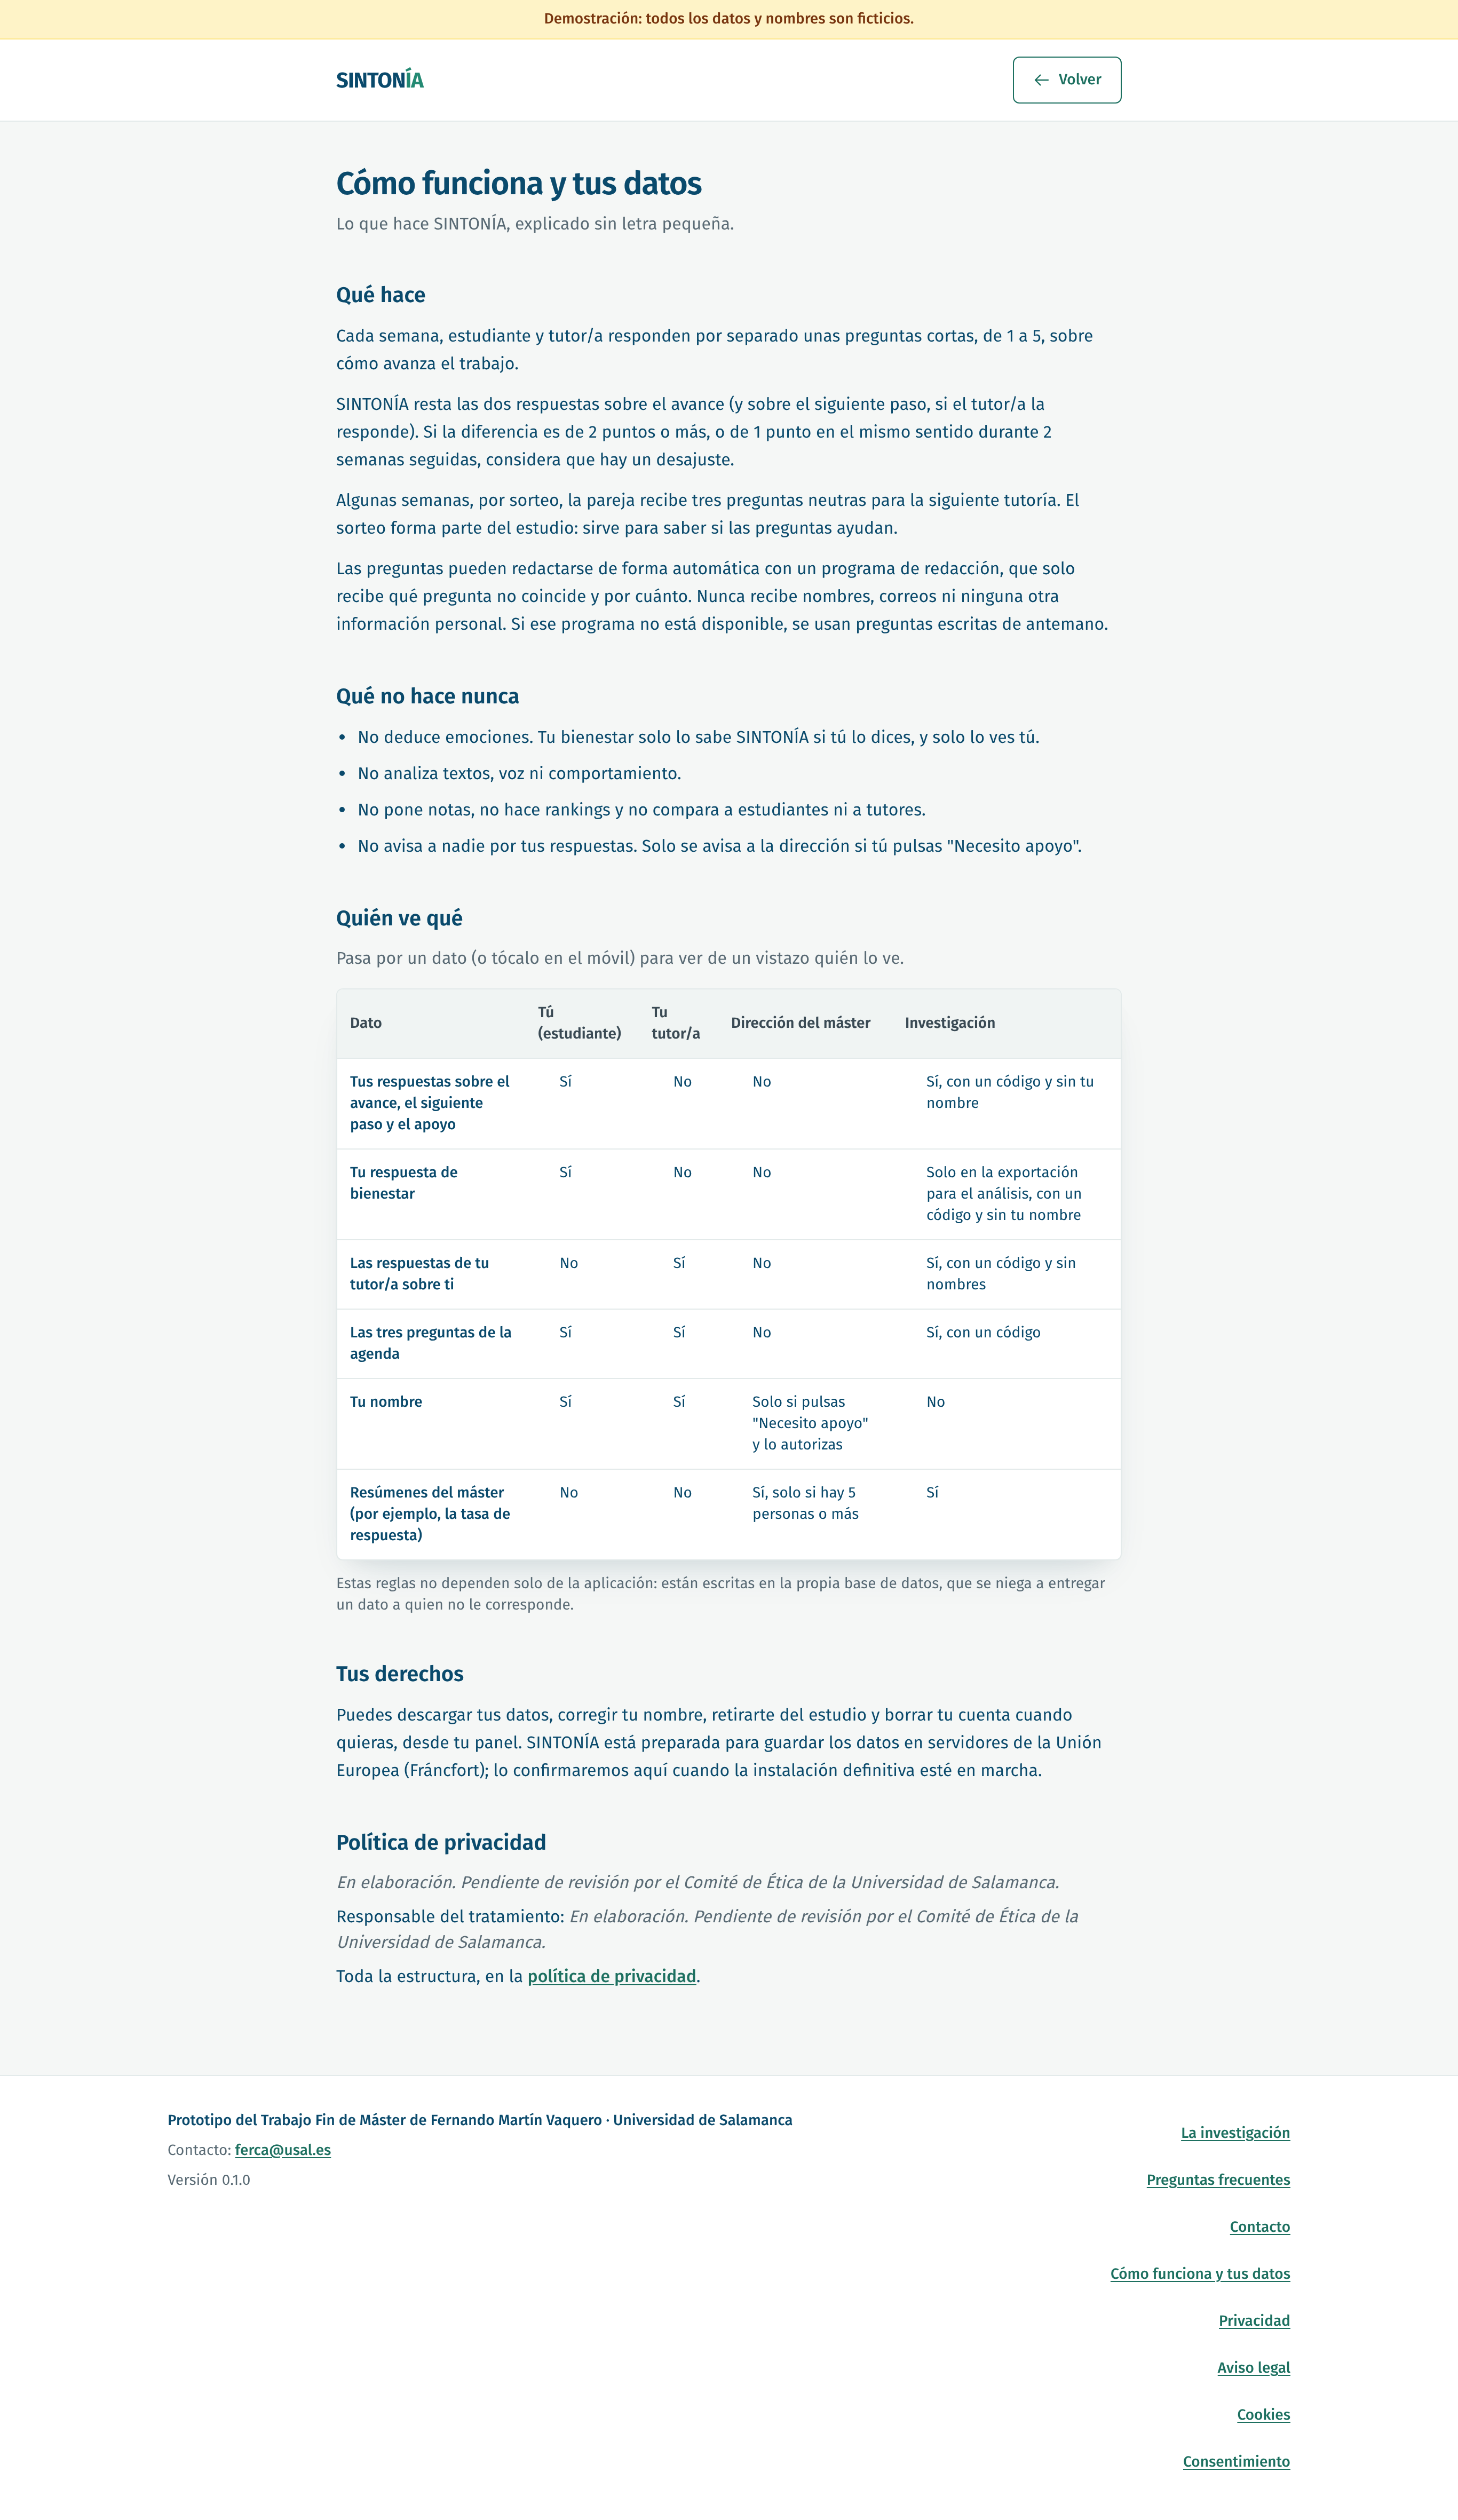 Demostración: todos los datos y nombres son ficticios.
SINTONÍA
Volver
Cómo funciona y tus datos
Lo que hace SINTONÍA, explicado sin letra pequeña.
Qué hace
Cada semana, estudiante y tutor/a responden por separado unas preguntas cortas, de 1 a 5, sobre
cómo avanza el trabajo.
SINTONÍA resta las dos respuestas sobre el avance (y sobre el siguiente paso, si el tutor/a la
responde). Si la diferencia es de 2 puntos o más, o de 1 punto en el mismo sentido durante 2
semanas seguidas, considera que hay un desajuste.
Algunas semanas, por sorteo, la pareja recibe tres preguntas neutras para la siguiente tutoría. El
sorteo forma parte del estudio: sirve para saber si las preguntas ayudan.
Las preguntas pueden redactarse de forma automática con un programa de redacción, que solo
recibe qué pregunta no coincide y por cuánto. Nunca recibe nombres, correos ni ninguna otra
información personal. Si ese programa no está disponible, se usan preguntas escritas de antemano.
Qué no hace nunca
• No deduce emociones. Tu bienestar solo lo sabe SINTONÍA si tú lo dices, y solo lo ves tú.
• No analiza textos, voz ni comportamiento.
• No pone notas, no hace rankings y no compara a estudiantes ni a tutores.
• No avisa a nadie por tus respuestas. Solo se avisa a la dirección si tú pulsas "Necesito apoyo".
Quién ve qué
Pasa por un dato (o tócalo en el móvil) para ver de un vistazo quién lo ve.
Dato
Tú
(estudiante)
Tu
tutor/a
Dirección del máster
Investigación
Tus respuestas sobre el
avance, el siguiente
paso y el apoyo
Sí
No
No
Sí, con un código y sin tu
nombre
Tu respuesta de
bienestar
Sí
No
No
Solo en la exportación
para el análisis, con un
código y sin tu nombre
Las respuestas de tu
tutor/a sobre ti
No
Sí
No
Sí, con un código y sin
nombres
Las tres preguntas de la
agenda
Sí
Sí
No
Sí, con un código
Tu nombre
Sí
Sí
Solo si pulsas
"Necesito apoyo"
y lo autorizas
No
Resúmenes del máster
(por ejemplo, la tasa de
respuesta)
No
No
Sí, solo si hay 5
personas o más
Sí
Estas reglas no dependen solo de la aplicación: están escritas en la propia base de datos, que se niega a entregar
un dato a quien no le corresponde.
Tus derechos
Puedes descargar tus datos, corregir tu nombre, retirarte del estudio y borrar tu cuenta cuando
quieras, desde tu panel. SINTONÍA está preparada para guardar los datos en servidores de la Unión
Europea (Fráncfort); lo confirmaremos aquí cuando la instalación definitiva esté en marcha.
Política de privacidad
En elaboración. Pendiente de revisión por el Comité de Ética de la Universidad de Salamanca.
Responsable del tratamiento: En elaboración. Pendiente de revisión por el Comité de Ética de la
Universidad de Salamanca.
Toda la estructura, en la política de privacidad.
Prototipo del Trabajo Fin de Máster de Fernando Martín Vaquero · Universidad de Salamanca
Contacto: ferca@usal.es
Versión 0.1.0
La investigación
Preguntas frecuentes
Contacto
Cómo funciona y tus datos
Privacidad
Aviso legal
Cookies
Consentimiento